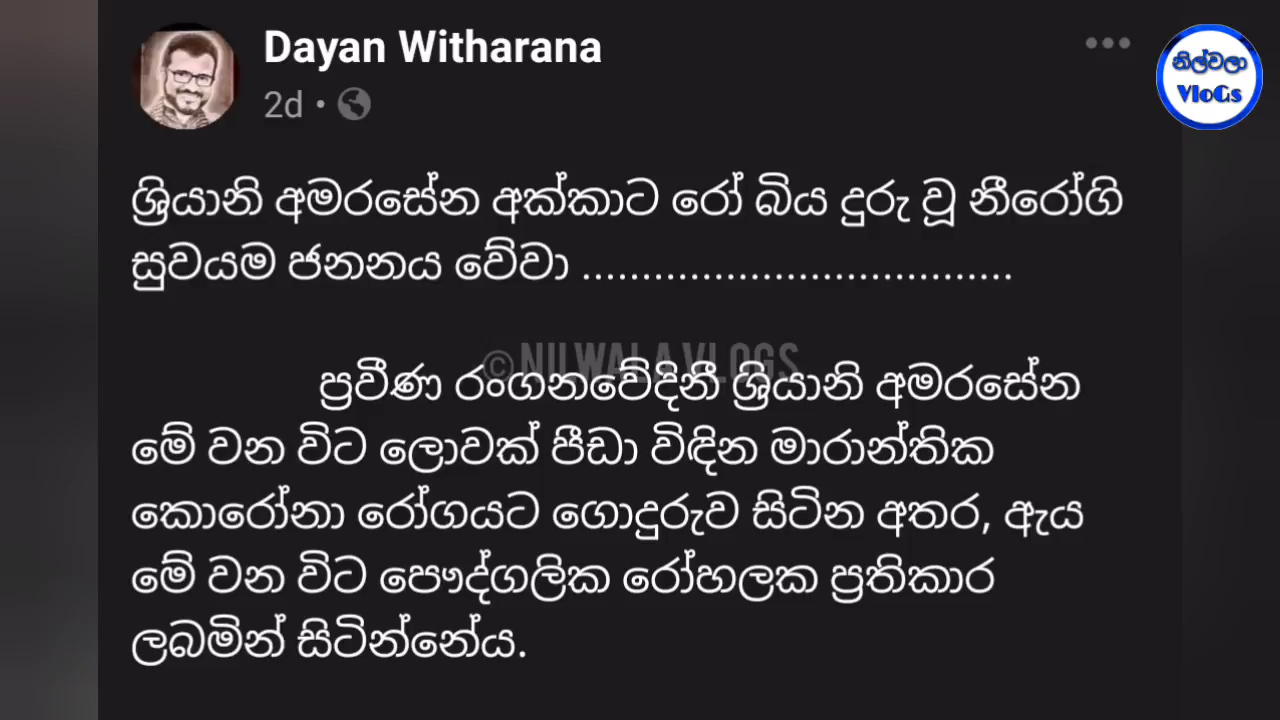 Dayan Witharana
2d •
නිල්වලා
VloGs
ශ්‍රියානි අමරසේන අක්කාට රෝ බිය දුරු වූ නීරෝගි
සුවයම ජනනය වේවා ....................................
© NILWALA VLOGS
ප්‍රවීණ රංගනවේදිනී ශ්‍රියානි අමරසේන
මේ වන විට ලොවක් පීඩා විඳින මාරාන්තික
කොරෝනා රෝගයට ගොදුරුව සිටින අතර, ඇය
මේ වන විට පෞද්ගලික රෝහලක ප්‍රතිකාර
ලබමින් සිටින්නේය.